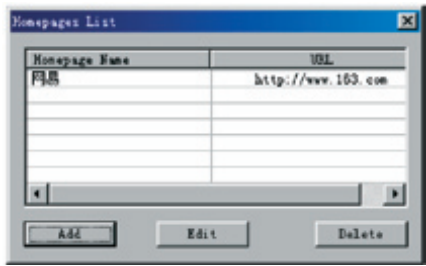 Homepages List
Homepage Name URL
网易 http://www.163.com
Add Edit Delete